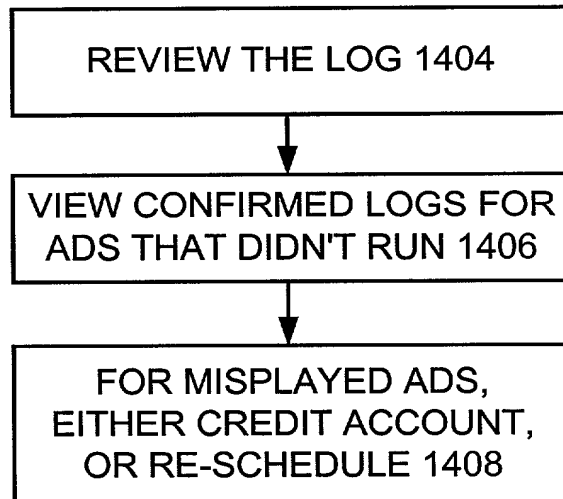 REVIEW THE LOG 1404
VIEW CONFIRMED LOGS FOR
ADS THAT DIDN'T RUN 1406
FOR MISPLAYED ADS,
EITHER CREDIT ACCOUNT,
OR RE-SCHEDULE 1408